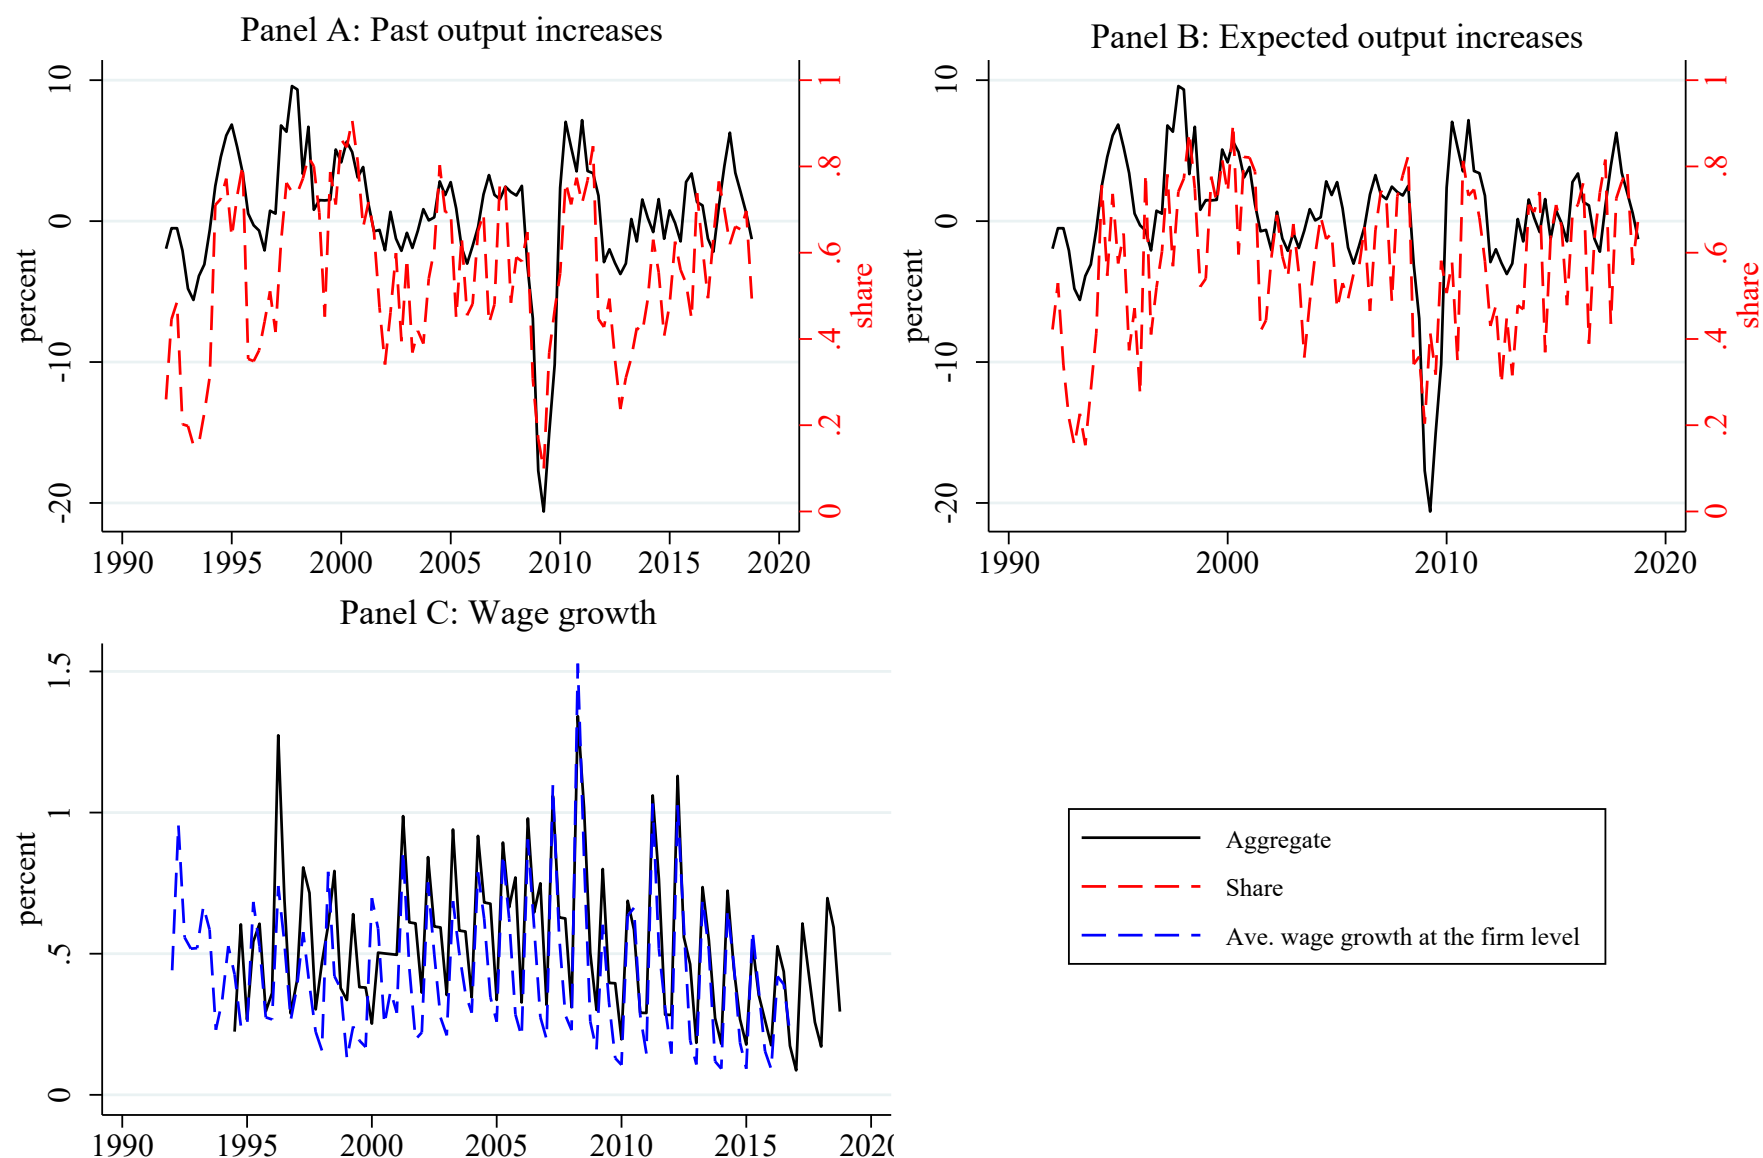 Panel A: Past output increases
10
0
-10
-20
percent
1
.8
.6
.4
.2
0
share
1990 1995 2000 2005 2010 2015 2020
Panel B: Expected output increases
10
0
-10
-20
percent
1
.8
.6
.4
.2
0
share
1990 2000 2010 2020
Panel C: Wage growth
1.5
1
.5
0
percent
1990 1995 2000 2005 2010 2015 202
Aggregate
Share
Ave. wage growth at the firm level